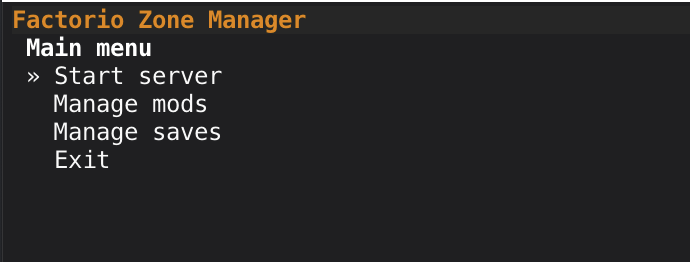 Factorio Zone Manager
Main menu
» Start server
Manage mods
Manage saves
Exit